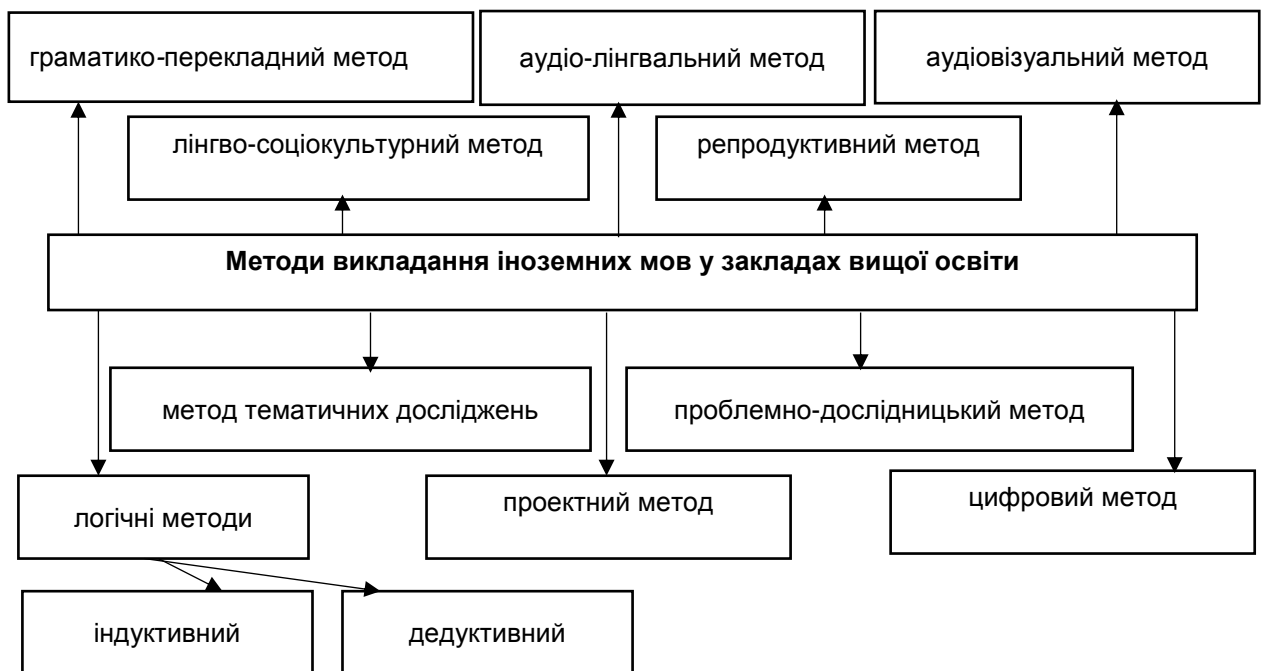 граматико-перекладний метод
аудіо-лінгвальний метод
аудіовізуальний метод
лінгво-соціокультурний метод
репродуктивний метод
Методи викладання іноземних мов у закладах вищої освіти
метод тематичних досліджень
проблемно-дослідницький метод
логічні методи
проектний метод
цифровий метод
індуктивний
дедуктивний